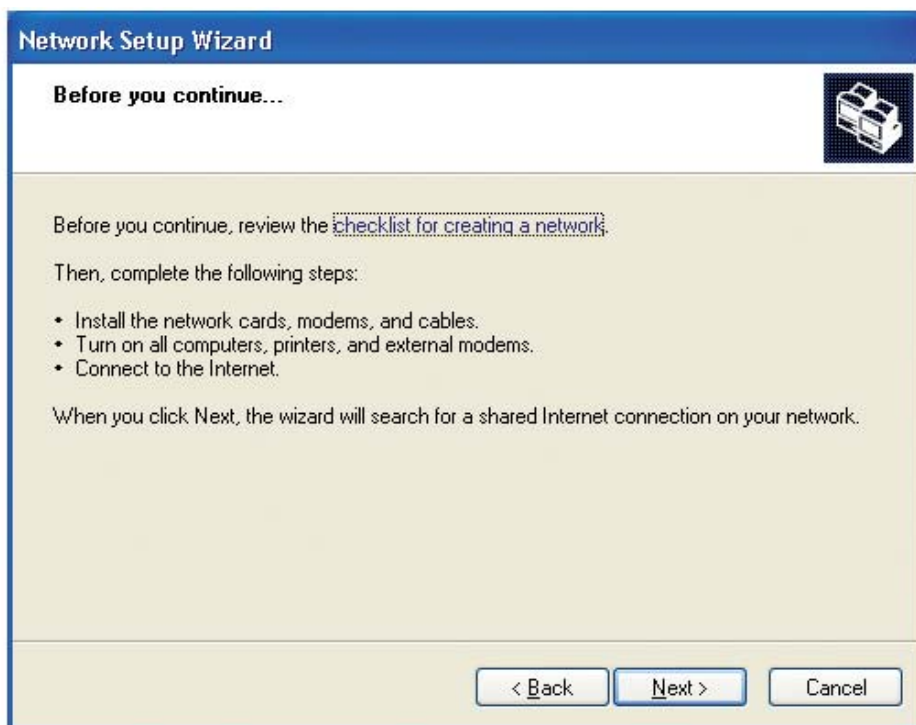 Network Setup Wizard
Before you continue...
Before you continue, review the checklist for creating a network.
Then, complete the following steps:
• Install the network cards, modems, and cables.
• Turn on all computers, printers, and external modems.
• Connect to the Internet.
When you click Next, the wizard will search for a shared Internet connection on your network.
< Back
Next >
Cancel